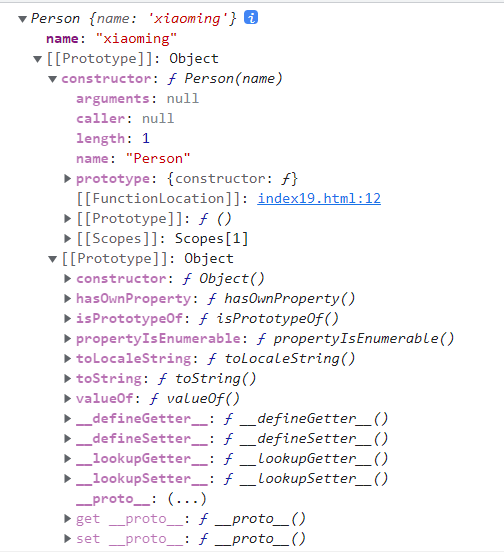 Person {name: 'xiaoming'} i
name: "xiaoming"
[[Prototype]]: Object
constructor: ƒ Person(name)
arguments: null
caller: null
length: 1
name: "Person"
prototype: {constructor: ƒ}
[[FunctionLocation]]: index19.html:12
[[Prototype]]: ƒ ()
[[Scopes]]: Scopes[1]
[[Prototype]]: Object
constructor: ƒ Object()
hasOwnProperty: ƒ hasOwnProperty()
isPrototypeOf: ƒ isPrototypeOf()
propertyIsEnumerable: ƒ propertyIsEnumerable()
toLocaleString: ƒ toLocaleString()
toString: ƒ toString()
valueOf: ƒ valueOf()
__defineGetter__: ƒ __defineGetter__()
__defineSetter__: ƒ __defineSetter__()
__lookupGetter__: ƒ __lookupGetter__()
__lookupSetter__: ƒ __lookupSetter__()
__proto__: (...)
get __proto__: ƒ __proto__()
set __proto__: ƒ __proto__()